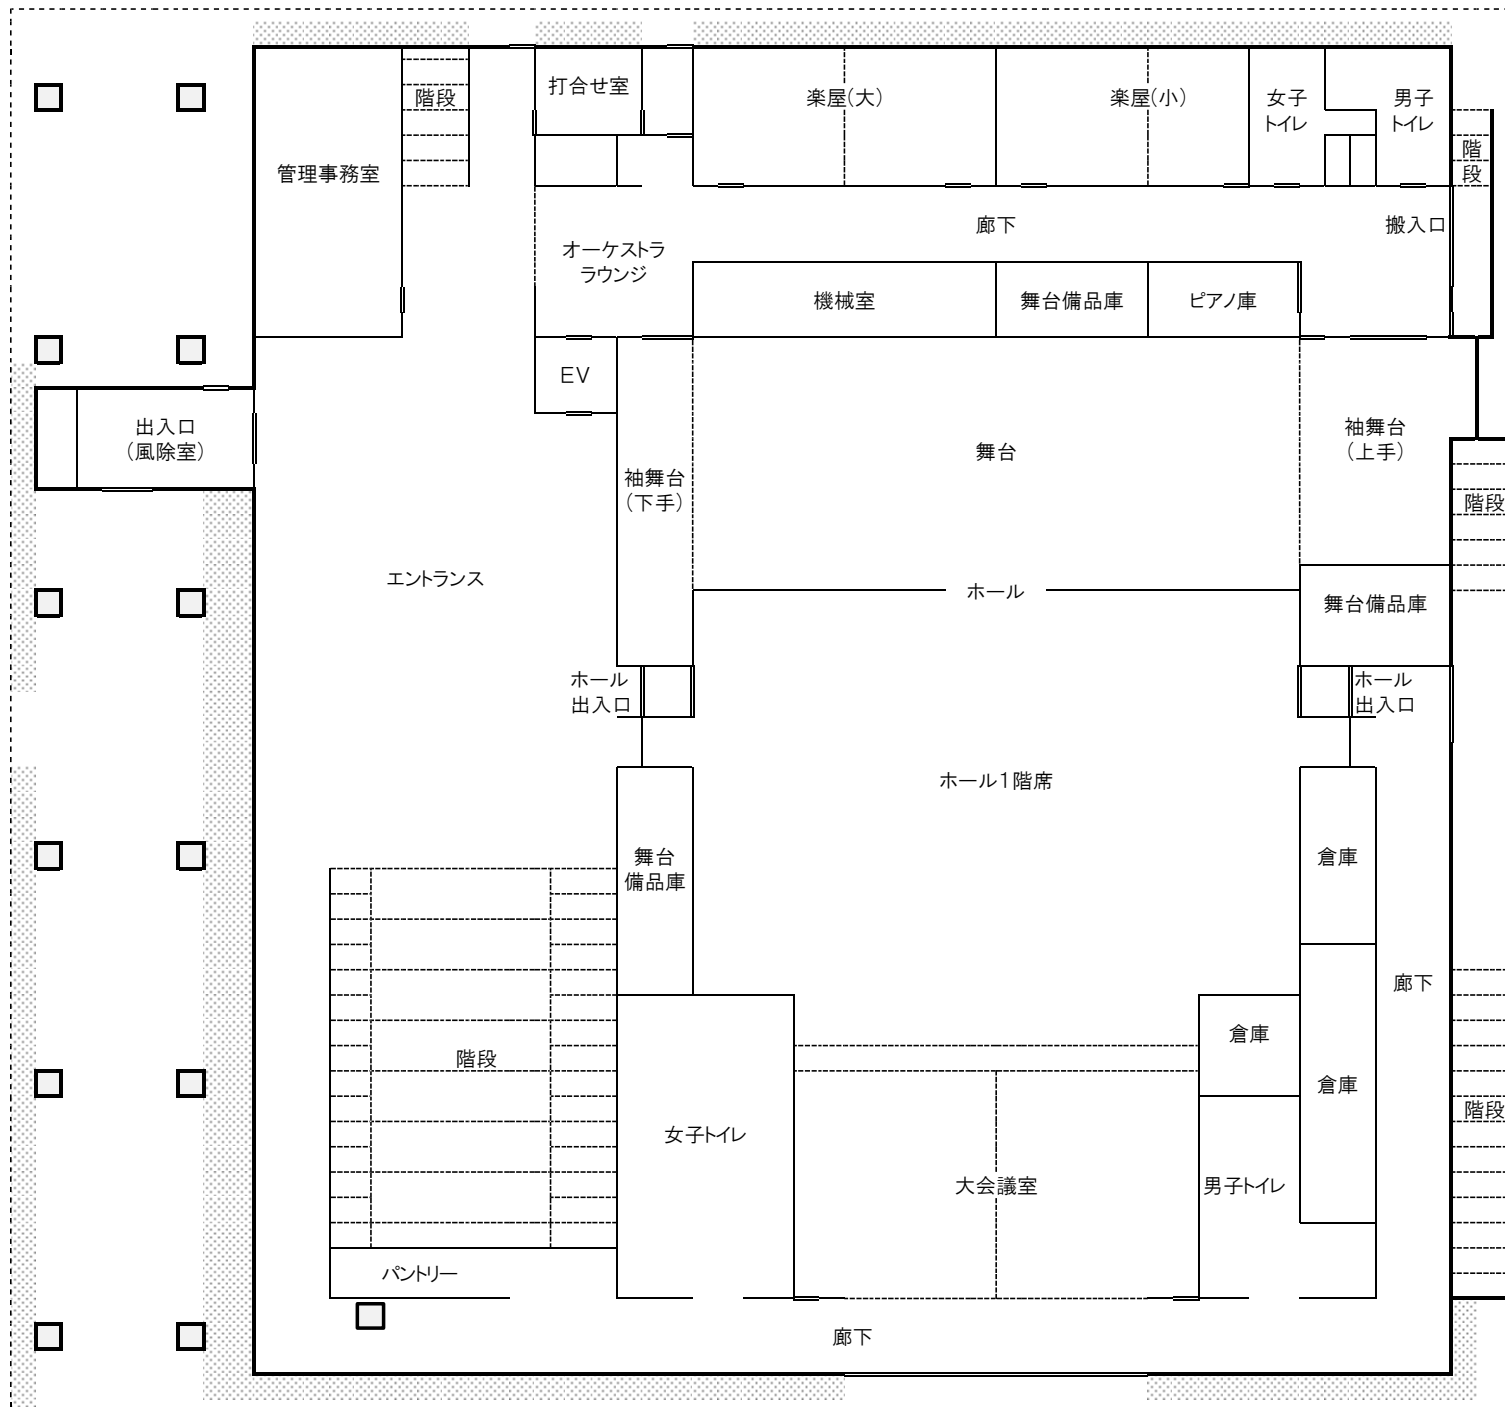 打合せ室
階段
楽屋(大)
楽屋(小)
女子
トイレ
男子
トイレ
階
段
管理事務室
廊下
搬入口
オーケストラ
ラウンジ
機械室
舞台備品庫
ピアノ庫
EV
出入口
(風除室)
舞台
袖舞台
(上手)
袖舞台
(下手)
階段
エントランス
ホール
舞台備品庫
ホール
出入口
ホール
出入口
ホール1階席
舞台
備品庫
倉庫
廊下
階段
倉庫
倉庫
階段
女子トイレ
大会議室
男子トイレ
パントリー
廊下